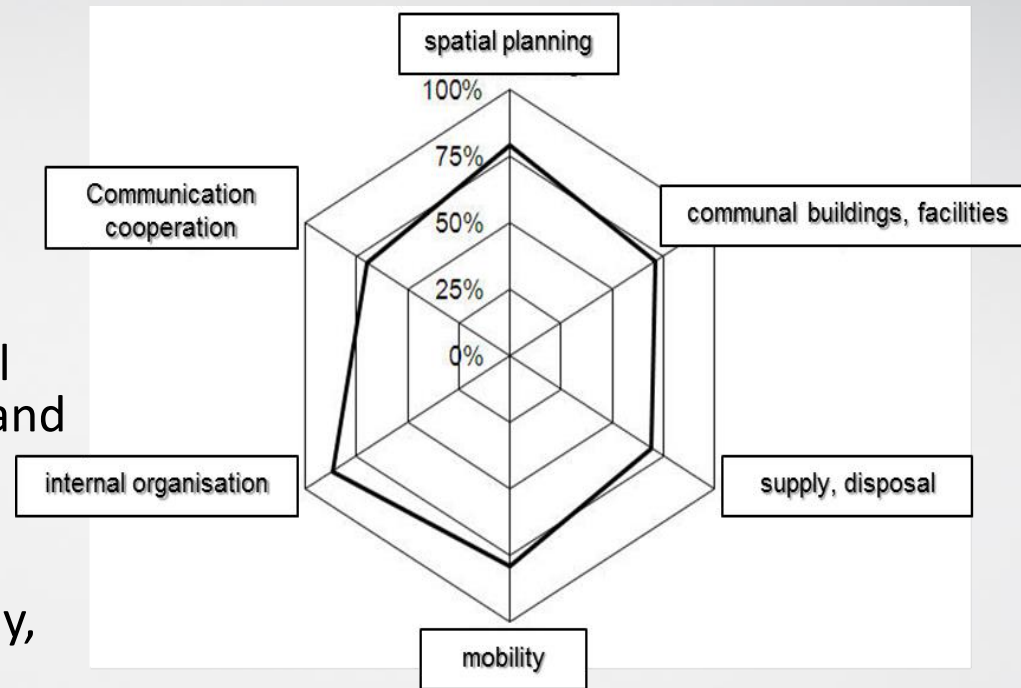 spatial planning
100%
75%
Communication
cooperation
communal buildings, facilities
50%
25%
0%
and
internal organisation
supply, disposal
y,
mobility